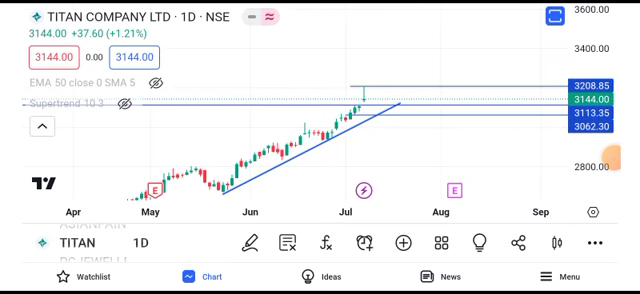 TITAN COMPANY LTD · 1D · NSE
3144.00 +37.60 (+1.21%)
3144.00 0.00 3144.00
EMA 50 close 0 SMA 5
Supertrend 10 3
3600.00
3400.00
3208.85
3144.00
3113.35
3062.30
2800.00
E E
Apr May Jun Jul Aug Sep
ASIANPAIN
TITAN 1D
PCJEWELL
Watchlist Chart Ideas News Menu